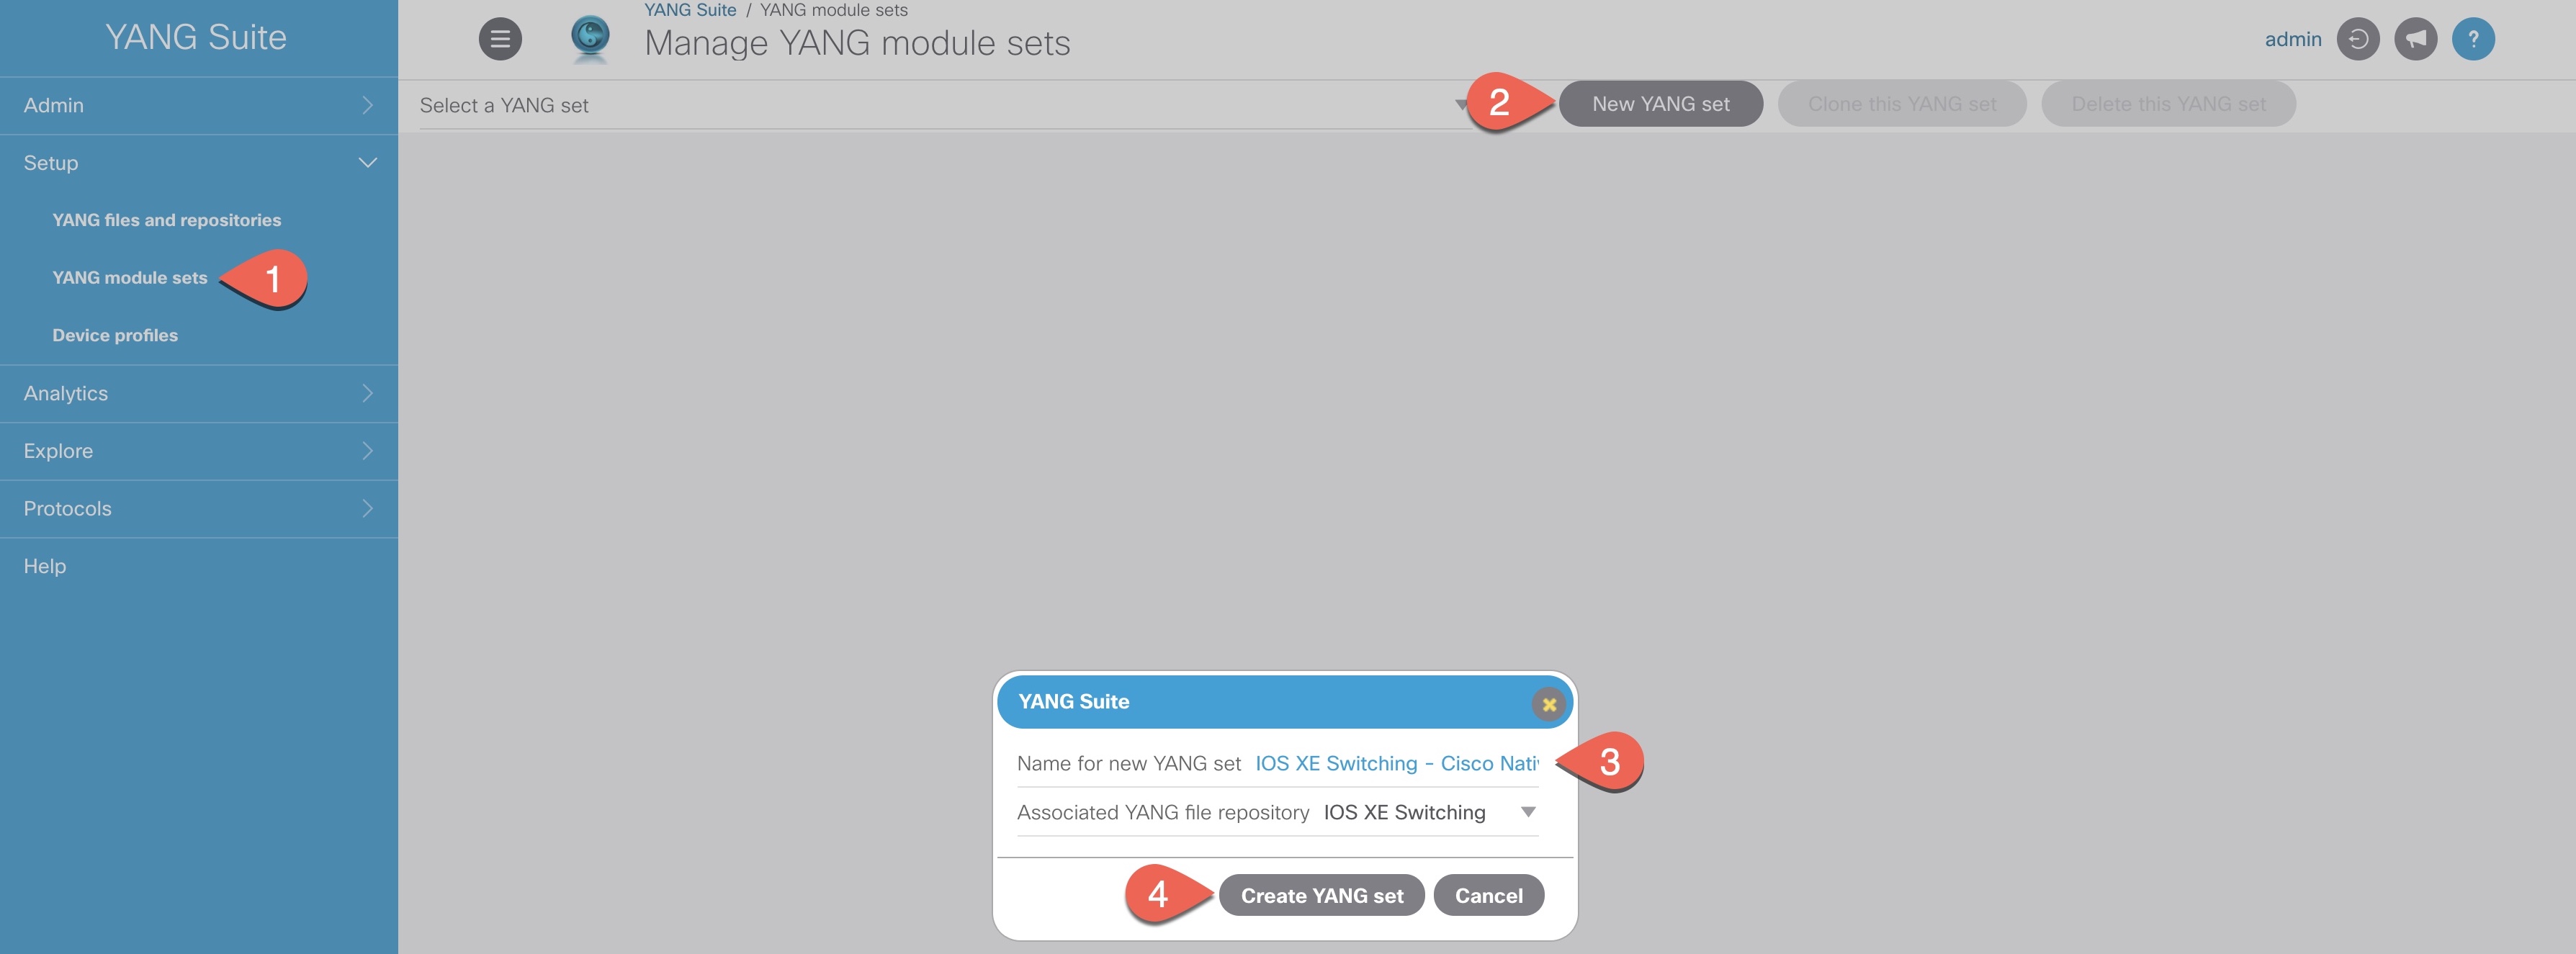 YANG Suite
Admin
Setup
YANG files and repositories
YANG module sets
1
Device profiles
Analytics
Explore
Protocols
Help
YANG Suite / YANG module sets
Manage YANG module sets
admin
?
Select a YANG set
2
New YANG set
Clone this YANG set
Delete this YANG set
YANG Suite
Name for new YANG set IOS XE Switching - Cisco Nati
3
Associated YANG file repository IOS XE Switching
4
Create YANG set
Cancel